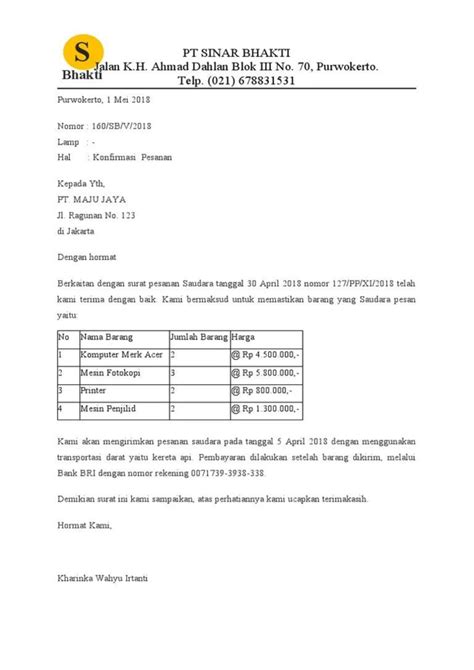 S
Bhakti
PT SINAR BHAKTI
Jalan K.H. Ahmad Dahlan Blok III No. 70, Purwokerto.
Telp. (021) 678831531
Purwokerto, 1 Mei 2018
Nomor : 160/SB/V/2018
Lamp : -
Hal : Konfirmasi Pesanan
Kepada Yth,
PT. MAJU JAYA
Jl. Ragunan No. 123
di Jakarta
Dengan hormat
Berkaitan dengan surat pesanan Saudara tanggal 30 April 2018 nomor 127/PP/XI/2018 telah
kami terima dengan baik. Kami bermaksud untuk memastikan barang yang Saudara pesan
yaitu:
No Nama Barang Jumlah Barang Harga
1 Komputer Merk Acer 2 @ Rp 4.500.000,-
2 Mesin Fotokopi 3 @ Rp 5.800.000,-
3 Printer 2 @ Rp 800.000,-
4 Mesin Penjilid 2 @ Rp 1.300.000,-
Kami akan mengirimkan pesanan saudara pada tanggal 5 April 2018 dengan menggunakan
transportasi darat yaitu kereta api. Pembayaran dilakukan setelah barang dikirim, melalui
Bank BRI dengan nomor rekening 0071739-3938-338.
Demikian surat ini kami sampaikan, atas perhatiannya kami ucapkan terimakasih.
Hormat Kami,
Kharinka Wahyu Irtanti